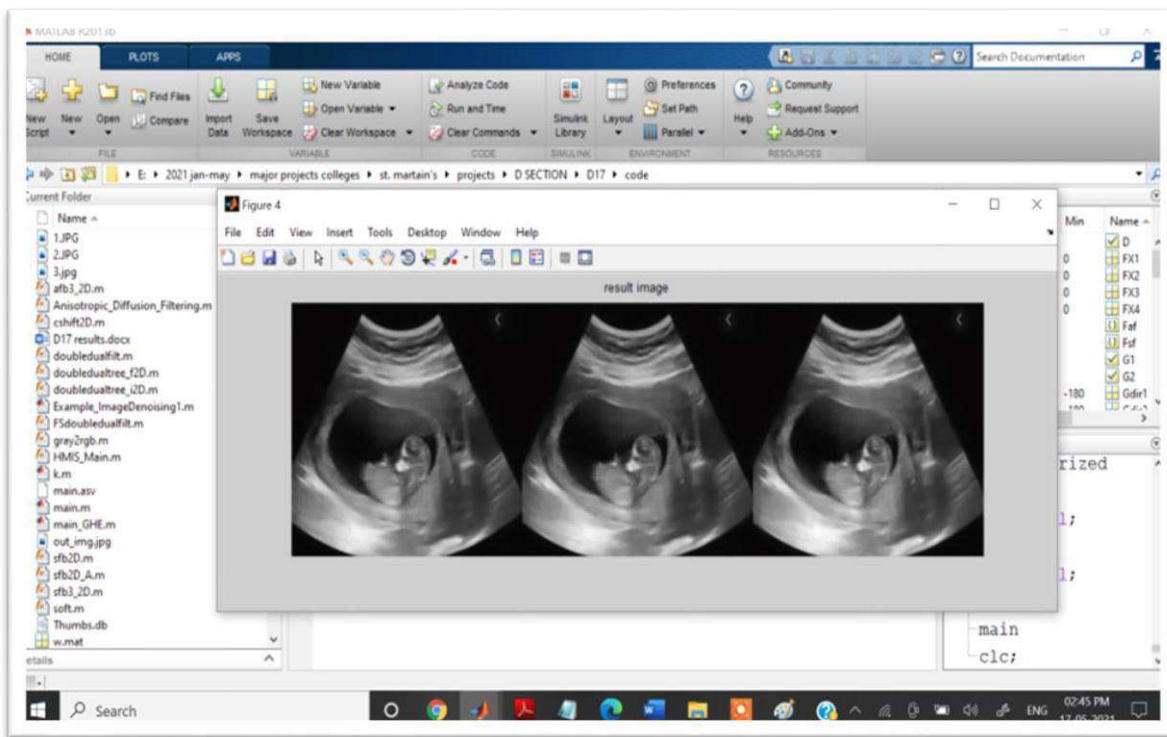 MATLAB R2013b
HOME PLOTS APPS
Search Documentation
New Script
New
Open
Find Files
Compare
Import Data
Save Workspace
New Variable
Open Variable
Clear Workspace
Analyze Code
Run and Time
Clear Commands
Simulink Library
Layout
Preferences
Set Path
Parallel
Help
Community
Request Support
Add-Ons
FILE VARIABLE CODE SIMULINK ENVIRONMENT RESOURCES
E: 2021 jan-may major projects colleges st. martain's projects D SECTION D17 code
Current Folder
Name
1.JPG
2.JPG
3.jpg
afb3_2D.m
Anisotropic_Diffusion_Filtering.m
cshift2D.m
D17 results.docx
doubledualfilt.m
doubledualtree_f2D.m
doubledualtree_i2D.m
Example_ImageDenoising1.m
FSdoubledualfilt.m
gray2rgb.m
HMIS_Main.m
k.m
main.asv
main.m
main_GHE.m
out_img.jpg
sfb2D.m
sfb2D_A.m
sfb3_2D.m
soft.m
Thumbs.db
w.mat
etails
Figure 4
File Edit View Insert Tools Desktop Window Help
result image
Min Name
D
0 FX1
0 FX2
0 FX3
0 FX4
Faf
Fsf
G1
G2
-180 Gdir1
-180
rized
l;
l;
main
clc;
Search
ENG
02:45 PM
17-05-2021